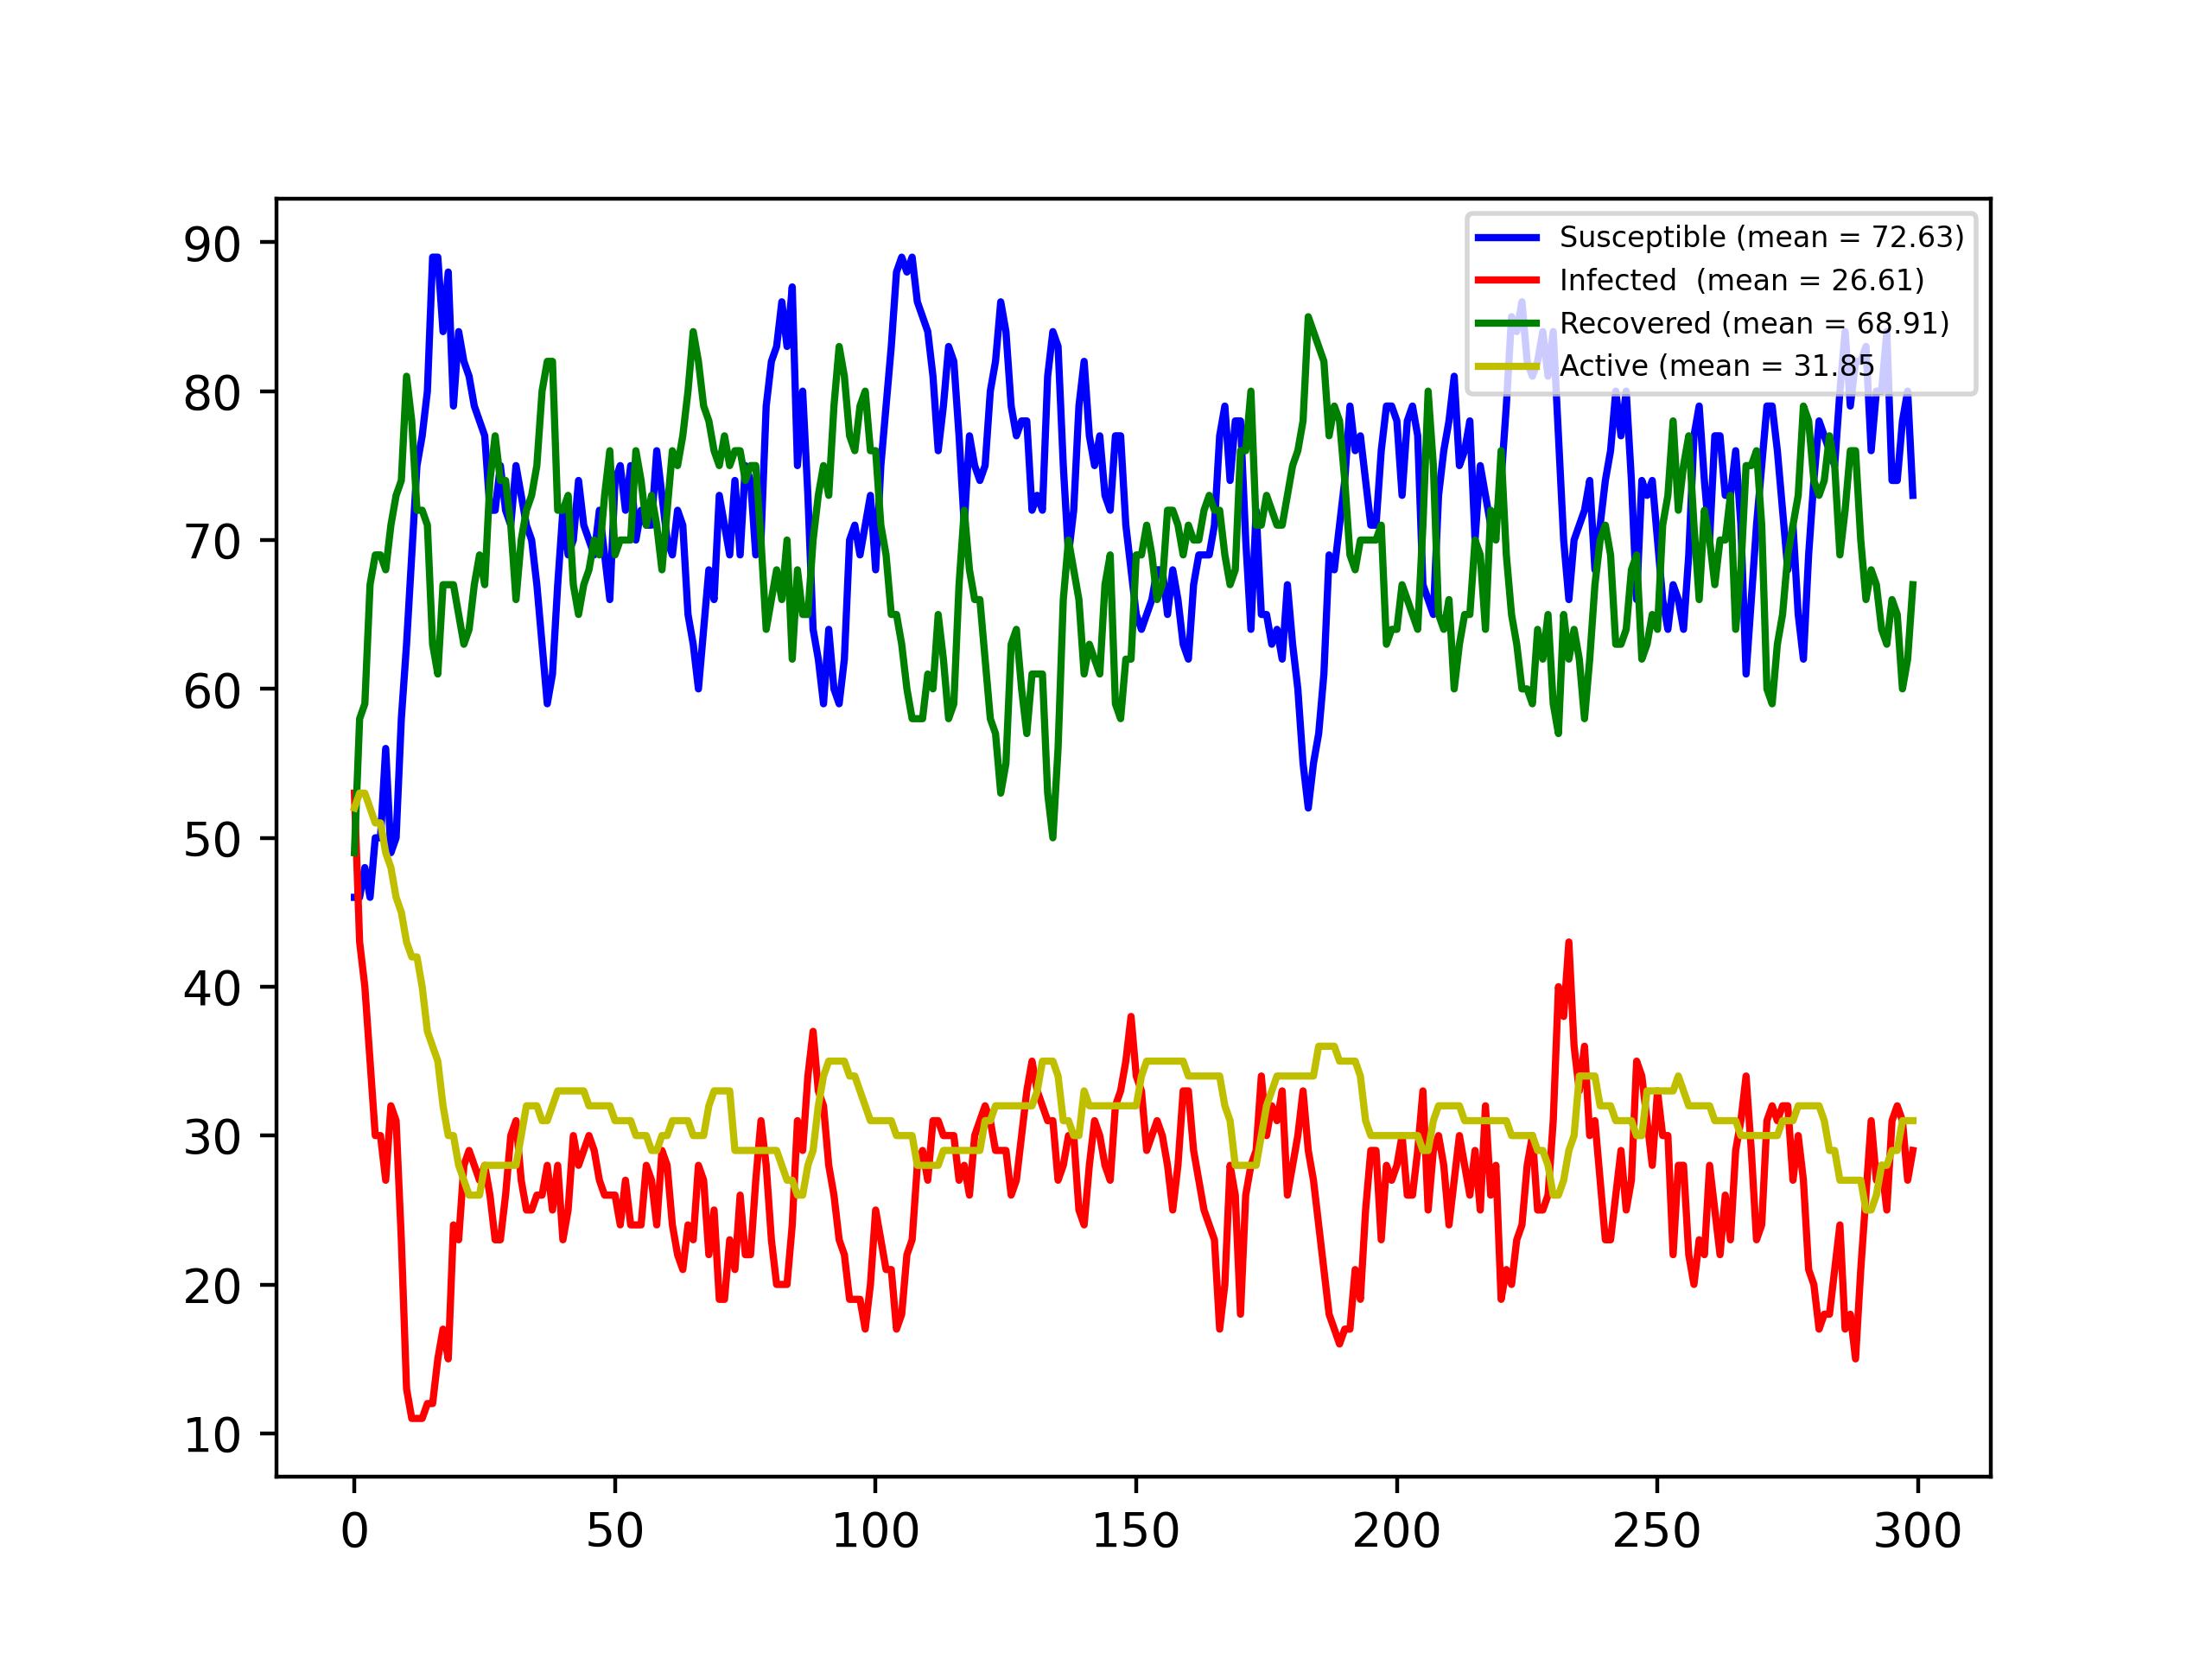 90
80
70
60
50
40
30
20
10
0 50 100 150 200 250 300
Susceptible (mean = 72.63)
Infected  (mean = 26.61)
Recovered (mean = 68.91)
Active (mean = 31.85